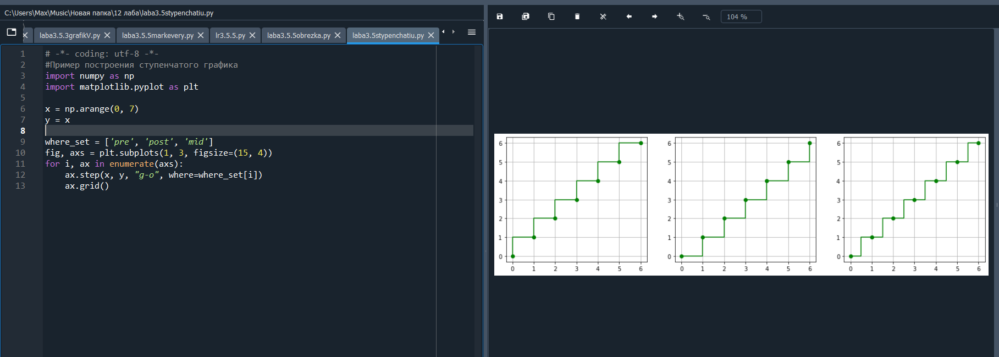 C:\Users\Max\Music\Новая папка\12 лаба\laba3.5stypenchatiu.py
laba3.5.3grafikV.py laba3.5.5markevery.py lr3.5.5.py laba3.5.5obrezka.py laba3.5stypenchatiu.py
104 %
1 # -*- coding: utf-8 -*-
2 #Пример построения ступенчатого графика
3 import numpy as np
4 import matplotlib.pyplot as plt
5
6 x = np.arange(0, 7)
7 y = x
8
9 where_set = ['pre', 'post', 'mid']
10 fig, axs = plt.subplots(1, 3, figsize=(15, 4))
11 for i, ax in enumerate(axs):
12 ax.step(x, y, "g-o", where=where_set[i])
13 ax.grid()
6
5
4
3
2
1
0
0 1 2 3 4 5 6
6
5
4
3
2
1
0
0 1 2 3 4 5 6
6
5
4
3
2
1
0
0 1 2 3 4 5 6